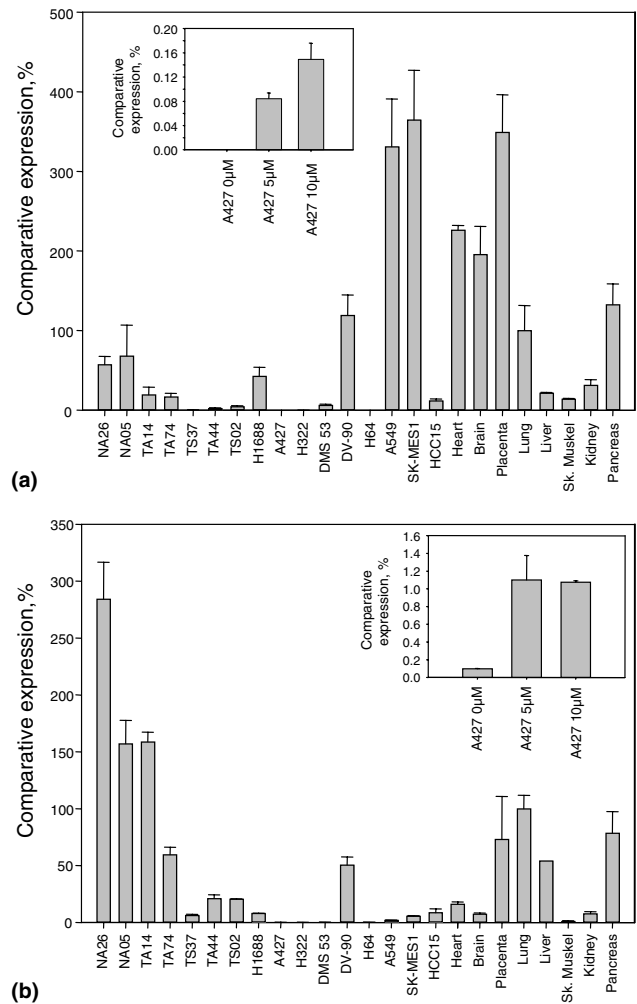 500
400
300
200
100
0
Comparative expression,%
0.20
0.16
0.12
0.08
0.04
0.00
Comparative
expression, %
A427 0µM
A427 5µM
A427 10µM
NA26
NA05
TA14
TA74
TS37
TA44
TS02
H1688
A427
H322
DMS 53
DV-90
H64
A549
SK-MES1
HCC15
Heart
Brain
Placenta
Lung
Liver
Sk. Muskel
Kidney
Pancreas
(a)
350
300
250
200
150
100
50
0
Comparative expression,%
1.6
1.4
1.2
1.0
0.8
0.6
0.4
0.2
0.0
Comparative
expression, %
A427 0µM
A427 5µM
A427 10µM
NA26
NA05
TA14
TA74
TS37
TA44
TS02
H1688
A427
H322
DMS 53
DV-90
H64
A549
SK-MES1
HCC15
Heart
Brain
Placenta
Lung
Liver
Sk. Muskel
Kidney
Pancreas
(b)